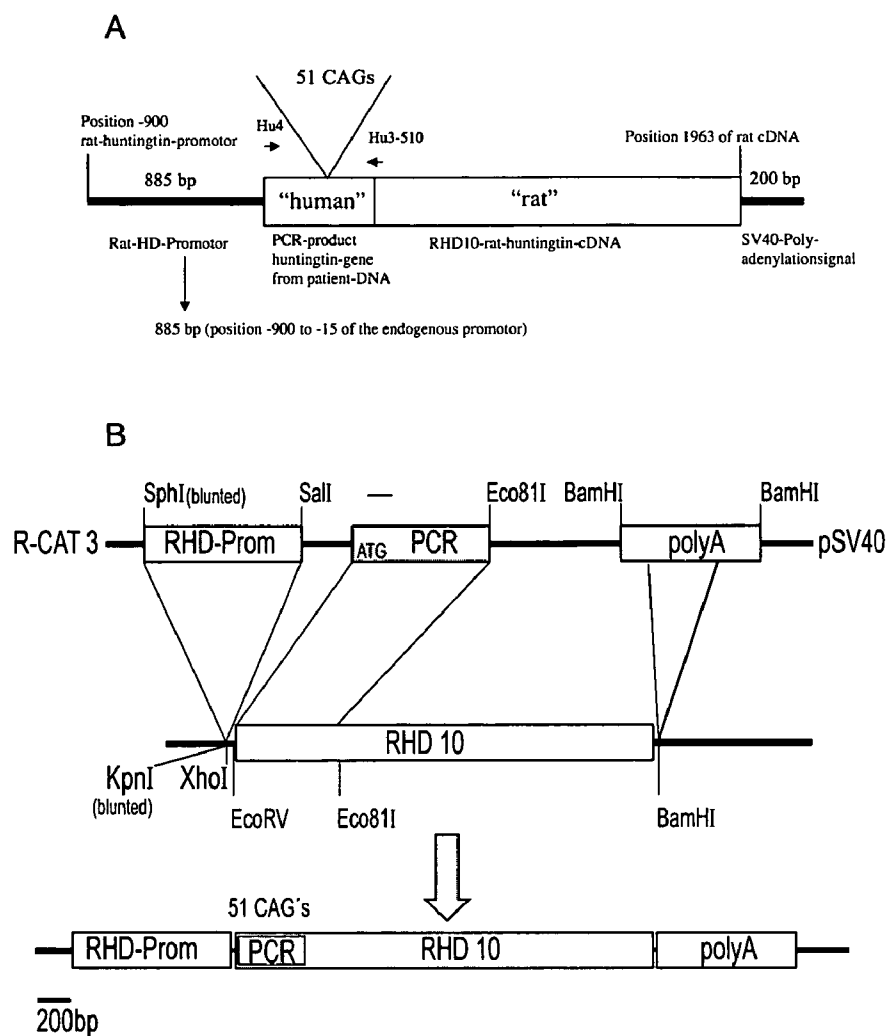 A
51 CAGs
Position -900
rat-huntingtin-promotor
Hu4
Hu3-510
Position 1963 of rat cDNA
885 bp
"human"
"rat"
200 bp
Rat-HD-Promotor
PCR-product
huntingtin-gene
from patient-DNA
RHD10-rat-huntingtin-cDNA
SV40-Poly-
adenylationsignal
885 bp (position -900 to -15 of the endogenous promotor)
B
SphI (blunted)
SalI
Eco81I
BamHI
BamHI
R-CAT 3
RHD-Prom
ATG
PCR
polyA
pSV40
RHD 10
KpnI
(blunted)
XhoI
EcoRV
Eco81I
BamHI
51 CAG´s
RHD-Prom
PCR
RHD 10
polyA
200bp